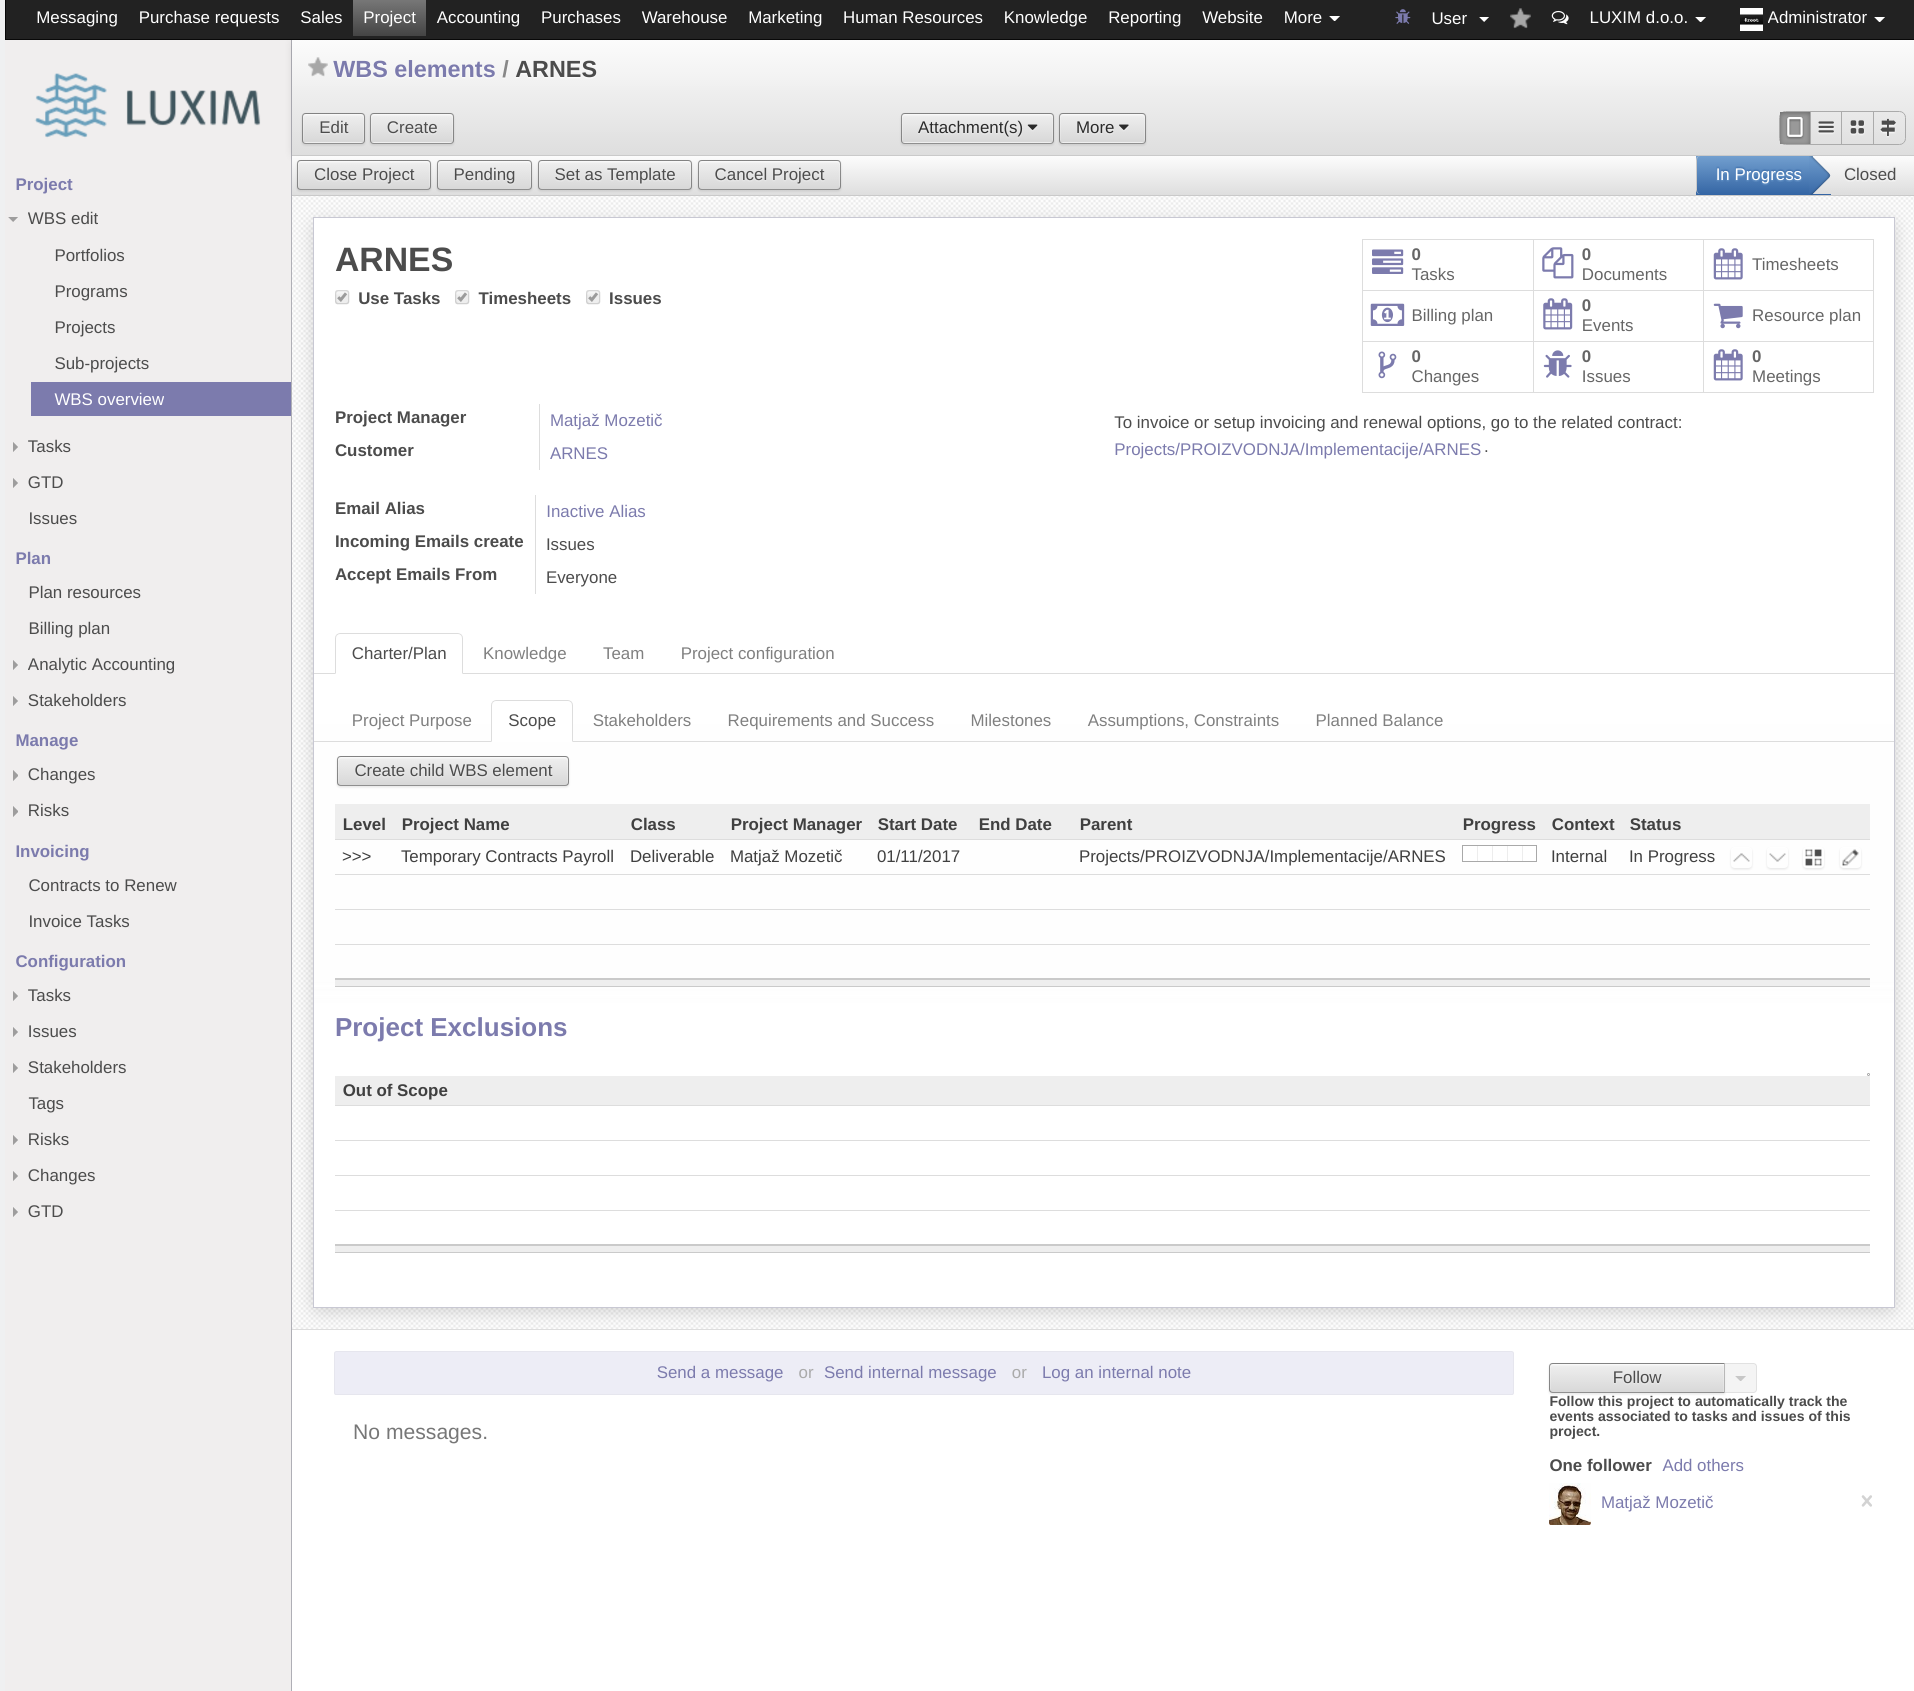 Messaging Purchase requests Sales Project Accounting Purchases Warehouse Marketing Human Resources Knowledge Reporting Website More User LUXIM d.o.o. Administrator
LUXIM
Project
WBS edit
Portfolios
Programs
Projects
Sub-projects
WBS overview
Tasks
GTD
Issues
Plan
Plan resources
Billing plan
Analytic Accounting
Stakeholders
Manage
Changes
Risks
Invoicing
Contracts to Renew
Invoice Tasks
Configuration
Tasks
Issues
Stakeholders
Tags
Risks
Changes
GTD
WBS elements / ARNES
Edit Create Attachment(s) More
Close Project Pending Set as Template Cancel Project In Progress Closed
ARNES
Use Tasks Timesheets Issues
0 Tasks
0 Documents
Timesheets
Billing plan
0 Events
Resource plan
0 Changes
0 Issues
0 Meetings
Project Manager Matjaž Mozetič
Customer ARNES
To invoice or setup invoicing and renewal options, go to the related contract:
Projects/PROIZVODNJA/Implementacije/ARNES .
Email Alias Inactive Alias
Incoming Emails create Issues
Accept Emails From Everyone
Charter/Plan Knowledge Team Project configuration
Project Purpose Scope Stakeholders Requirements and Success Milestones Assumptions, Constraints Planned Balance
Create child WBS element
Level Project Name Class Project Manager Start Date End Date Parent Progress Context Status
>>> Temporary Contracts Payroll Deliverable Matjaž Mozetič 01/11/2017 Projects/PROIZVODNJA/Implementacije/ARNES Internal In Progress
Project Exclusions
Out of Scope
Send a message or Send internal message or Log an internal note
No messages.
Follow
Follow this project to automatically track the
events associated to tasks and issues of this
project.
One follower Add others
Matjaž Mozetič